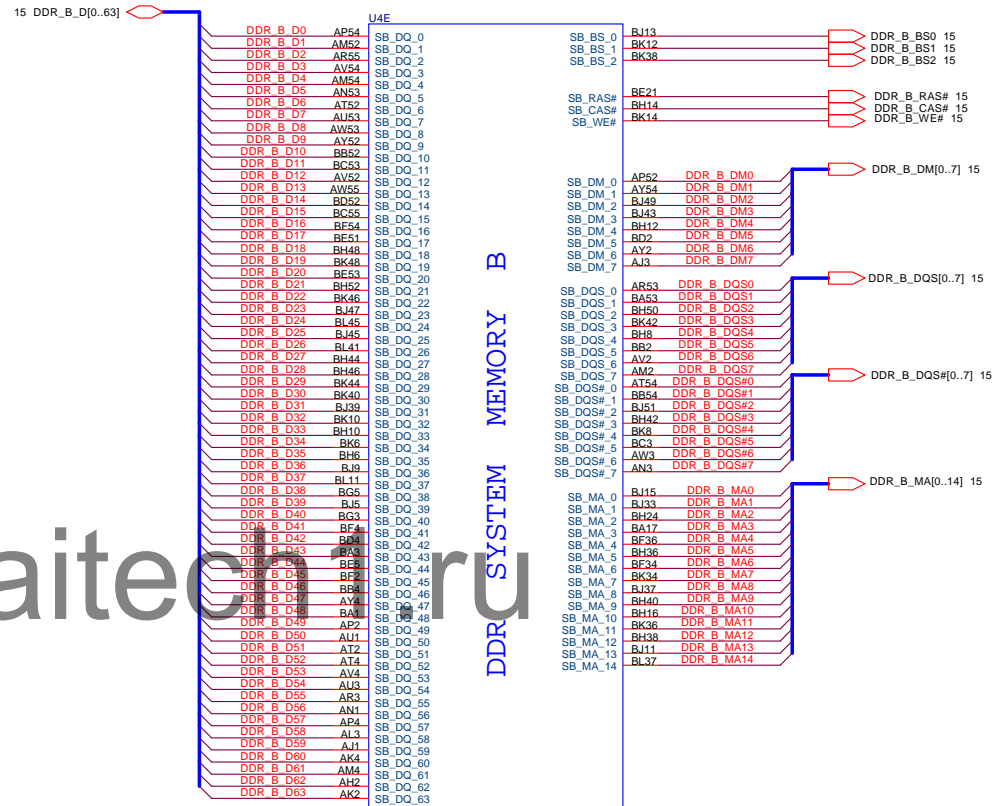 15 DDR_B_D[0..63]
U4E
DDR_B_D0 AP54 SB_DQ_0
DDR_B_D1 AM52 SB_DQ_1
DDR_B_D2 AR55 SB_DQ_2
DDR_B_D3 AV54 SB_DQ_3
DDR_B_D4 AM54 SB_DQ_4
DDR_B_D5 AN53 SB_DQ_5
DDR_B_D6 AT52 SB_DQ_6
DDR_B_D7 AU53 SB_DQ_7
DDR_B_D8 AW53 SB_DQ_8
DDR_B_D9 AY52 SB_DQ_9
DDR_B_D10 BB52 SB_DQ_10
DDR_B_D11 BC53 SB_DQ_11
DDR_B_D12 AV52 SB_DQ_12
DDR_B_D13 AW55 SB_DQ_13
DDR_B_D14 BD52 SB_DQ_14
DDR_B_D15 BC55 SB_DQ_15
DDR_B_D16 BF54 SB_DQ_16
DDR_B_D17 BE51 SB_DQ_17
DDR_B_D18 BH48 SB_DQ_18
DDR_B_D19 BK48 SB_DQ_19
DDR_B_D20 BE53 SB_DQ_20
DDR_B_D21 BH52 SB_DQ_21
DDR_B_D22 BK46 SB_DQ_22
DDR_B_D23 BJ47 SB_DQ_23
DDR_B_D24 BL45 SB_DQ_24
DDR_B_D25 BJ45 SB_DQ_25
DDR_B_D26 BL41 SB_DQ_26
DDR_B_D27 BH44 SB_DQ_27
DDR_B_D28 BH46 SB_DQ_28
DDR_B_D29 BK44 SB_DQ_29
DDR_B_D30 BK40 SB_DQ_30
DDR_B_D31 BJ39 SB_DQ_31
DDR_B_D32 BK10 SB_DQ_32
DDR_B_D33 BH10 SB_DQ_33
DDR_B_D34 BK6 SB_DQ_34
DDR_B_D35 BH6 SB_DQ_35
DDR_B_D36 BJ9 SB_DQ_36
DDR_B_D37 BL11 SB_DQ_37
DDR_B_D38 BG5 SB_DQ_38
DDR_B_D39 BJ5 SB_DQ_39
DDR_B_D40 BG3 SB_DQ_40
DDR_B_D41 BF4 SB_DQ_41
DDR_B_D42 BD4 SB_DQ_42
DDR_B_D43 BA3 SB_DQ_43
DDR_B_D44 BE5 SB_DQ_44
DDR_B_D45 BF2 SB_DQ_45
DDR_B_D46 BB4 SB_DQ_46
DDR_B_D47 AY4 SB_DQ_47
DDR_B_D48 BA1 SB_DQ_48
DDR_B_D49 AP2 SB_DQ_49
DDR_B_D50 AU1 SB_DQ_50
DDR_B_D51 AT2 SB_DQ_51
DDR_B_D52 AT4 SB_DQ_52
DDR_B_D53 AV4 SB_DQ_53
DDR_B_D54 AU3 SB_DQ_54
DDR_B_D55 AR3 SB_DQ_55
DDR_B_D56 AN1 SB_DQ_56
DDR_B_D57 AP4 SB_DQ_57
DDR_B_D58 AL3 SB_DQ_58
DDR_B_D59 AJ1 SB_DQ_59
DDR_B_D60 AK4 SB_DQ_60
DDR_B_D61 AM4 SB_DQ_61
DDR_B_D62 AH2 SB_DQ_62
DDR_B_D63 AK2 SB_DQ_63
DDR SYSTEM MEMORY B
SB_BS_0 BJ13 DDR_B_BS0 15
SB_BS_1 BK12 DDR_B_BS1 15
SB_BS_2 BK38 DDR_B_BS2 15
SB_RAS# BE21 DDR_B_RAS# 15
SB_CAS# BH14 DDR_B_CAS# 15
SB_WE# BK14 DDR_B_WE# 15
DDR_B_DM[0..7] 15
SB_DM_0 AP52 DDR_B_DM0
SB_DM_1 AY54 DDR_B_DM1
SB_DM_2 BJ49 DDR_B_DM2
SB_DM_3 BJ43 DDR_B_DM3
SB_DM_4 BH12 DDR_B_DM4
SB_DM_5 BD2 DDR_B_DM5
SB_DM_6 AY2 DDR_B_DM6
SB_DM_7 AJ3 DDR_B_DM7
DDR_B_DQS[0..7] 15
SB_DQS_0 AR53 DDR_B_DQS0
SB_DQS_1 BA53 DDR_B_DQS1
SB_DQS_2 BH50 DDR_B_DQS2
SB_DQS_3 BK42 DDR_B_DQS3
SB_DQS_4 BH8 DDR_B_DQS4
SB_DQS_5 BB2 DDR_B_DQS5
SB_DQS_6 AV2 DDR_B_DQS6
SB_DQS_7 AM2 DDR_B_DQS7
DDR_B_DQS#[0..7] 15
SB_DQS#_0 AT54 DDR_B_DQS#0
SB_DQS#_1 BB54 DDR_B_DQS#1
SB_DQS#_2 BJ51 DDR_B_DQS#2
SB_DQS#_3 BH42 DDR_B_DQS#3
SB_DQS#_4 BK8 DDR_B_DQS#4
SB_DQS#_5 BC3 DDR_B_DQS#5
SB_DQS#_6 AW3 DDR_B_DQS#6
SB_DQS#_7 AN3 DDR_B_DQS#7
DDR_B_MA[0..14] 15
SB_MA_0 BJ15 DDR_B_MA0
SB_MA_1 BJ33 DDR_B_MA1
SB_MA_2 BH24 DDR_B_MA2
SB_MA_3 BA17 DDR_B_MA3
SB_MA_4 BF36 DDR_B_MA4
SB_MA_5 BH36 DDR_B_MA5
SB_MA_6 BF34 DDR_B_MA6
SB_MA_7 BK34 DDR_B_MA7
SB_MA_8 BJ37 DDR_B_MA8
SB_MA_9 BH40 DDR_B_MA9
SB_MA_10 BH16 DDR_B_MA10
SB_MA_11 BK36 DDR_B_MA11
SB_MA_12 BH38 DDR_B_MA12
SB_MA_13 BJ11 DDR_B_MA13
SB_MA_14 BL37 DDR_B_MA14
aitech1.ru